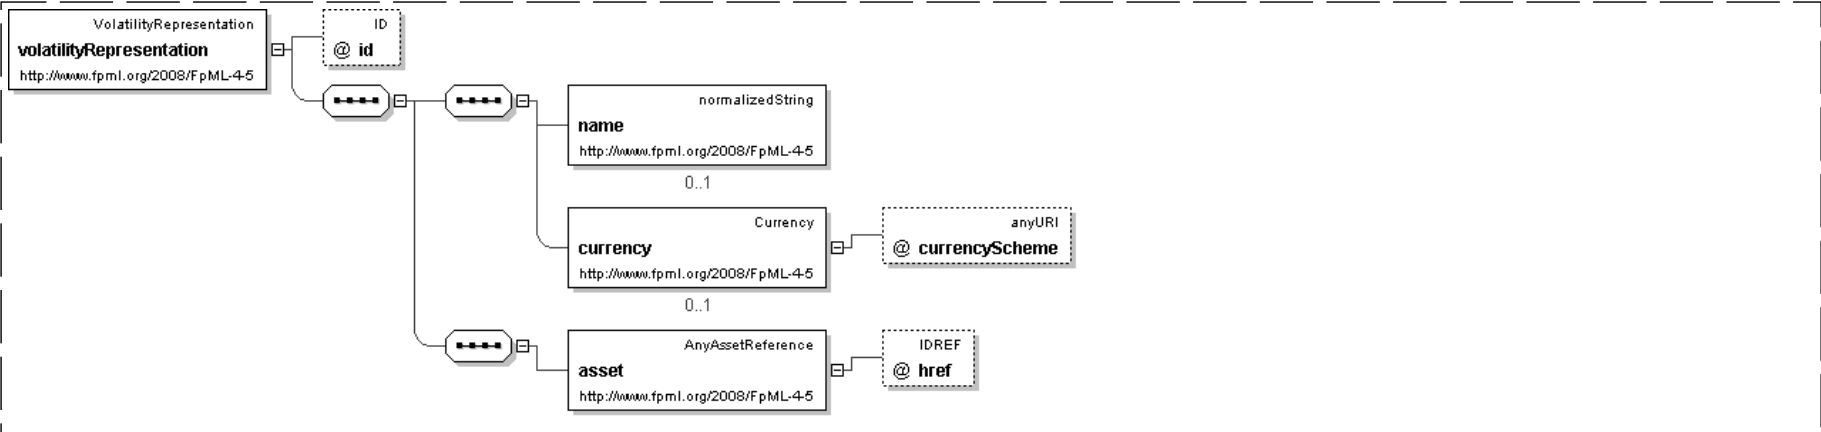 VolatilityRepresentation
volatilityRepresentation
http://www.fpml.org/2008/FpML-4-5
ID
@ id
normalizedString
name
http://www.fpml.org/2008/FpML-4-5
0..1
Currency
currency
http://www.fpml.org/2008/FpML-4-5
0..1
anyURI
@ currencyScheme
AnyAssetReference
asset
http://www.fpml.org/2008/FpML-4-5
IDREF
@ href